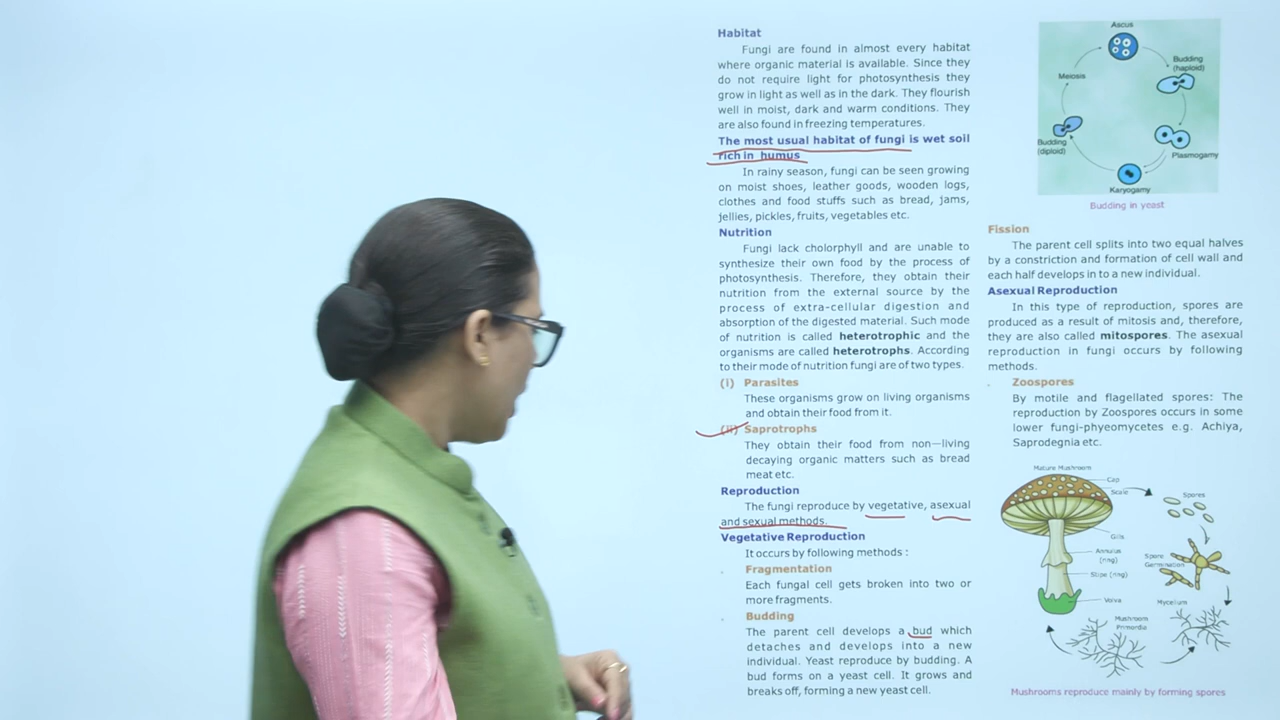 Habitat
Fungi are found in almost every habitat
where organic material is available. Since they
do not require light for photosynthesis they
grow in light as well as in the dark. They flourish
well in moist, dark and warm conditions. They
are also found in freezing temperatures.
The most usual habitat of fungi is wet soil
rich in humus
In rainy season, fungi can be seen growing
on moist shoes, leather goods, wooden logs,
clothes and food stuffs such as bread, jams,
jellies, pickles, fruits, vegetables etc.
Nutrition
Fungi lack cholorphyll and are unable to
synthesize their own food by the process of
photosynthesis. Therefore, they obtain their
nutrition from the external source by the
process of extra-cellular digestion and
absorption of the digested material. Such mode
of nutrition is called heterotrophic and the
organisms are called heterotrophs. According
to their mode of nutrition fungi are of two types.
(i) Parasites
These organisms grow on living organisms
and obtain their food from it.
(ii) Saprotrophs
They obtain their food from non—living
decaying organic matters such as bread
meat etc.
Reproduction
The fungi reproduce by vegetative, asexual
and sexual methods.
Vegetative Reproduction
It occurs by following methods :
Fragmentation
Each fungal cell gets broken into two or
more fragments.
Budding
The parent cell develops a bud which
detaches and develops into a new
individual. Yeast reproduce by budding. A
bud forms on a yeast cell. It grows and
breaks off, forming a new yeast cell.
Ascus
Budding
(haploid)
Meiosis
Budding
(diploid)
Plasmogamy
Karyogamy
Budding in yeast
Fission
The parent cell splits into two equal halves
by a constriction and formation of cell wall and
each half develops in to a new individual.
Asexual Reproduction
In this type of reproduction, spores are
produced as a result of mitosis and, therefore,
they are also called mitospores. The asexual
reproduction in fungi occurs by following
methods.
Zoospores
By motile and flagellated spores: The
reproduction by Zoospores occurs in some
lower fungi-phyeomycetes e.g. Achiya,
Saprodegnia etc.
Mature Mushroom
Cap
Scale
Spores
Gills
Annulus
(ring)
Spore
Germination
Stipe (ring)
Volva
Mycelium
Mushroom
Primordia
Mushrooms reproduce mainly by forming spores